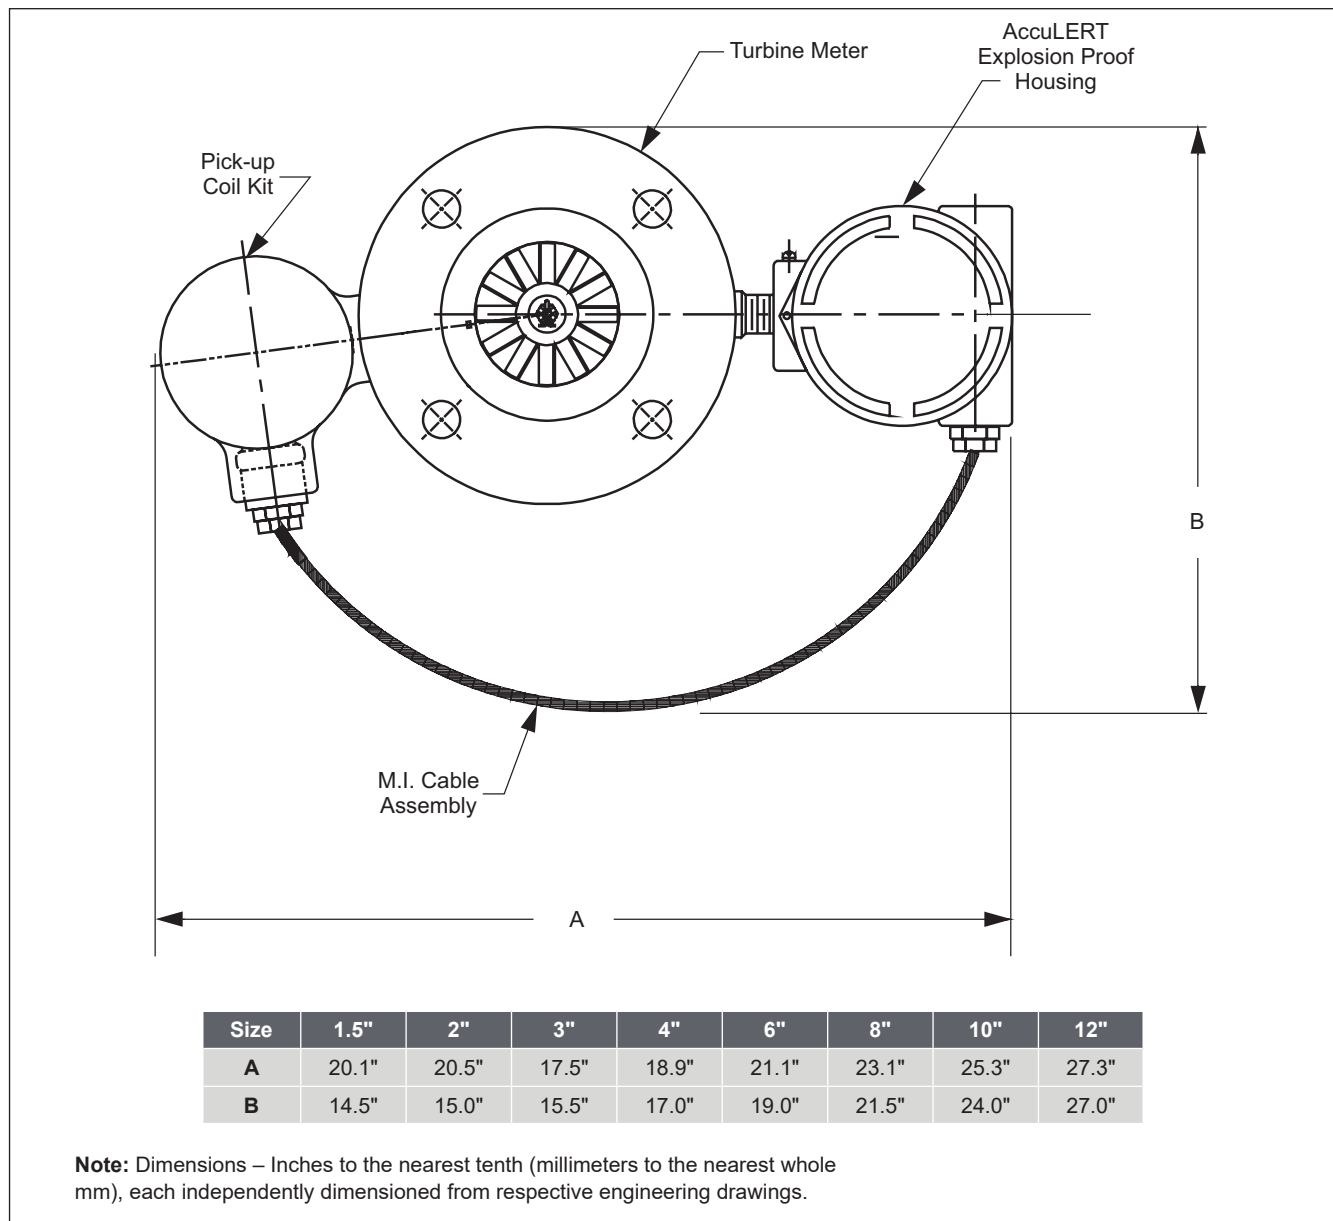 Turbine Meter
AccuLERT
Explosion Proof
Housing
Pick-up
Coil Kit
B
M.I. Cable
Assembly
A
Size 1.5" 2" 3" 4" 6" 8" 10" 12"
A 20.1" 20.5" 17.5" 18.9" 21.1" 23.1" 25.3" 27.3"
B 14.5" 15.0" 15.5" 17.0" 19.0" 21.5" 24.0" 27.0"
Note: Dimensions – Inches to the nearest tenth (millimeters to the nearest whole
mm), each independently dimensioned from respective engineering drawings.